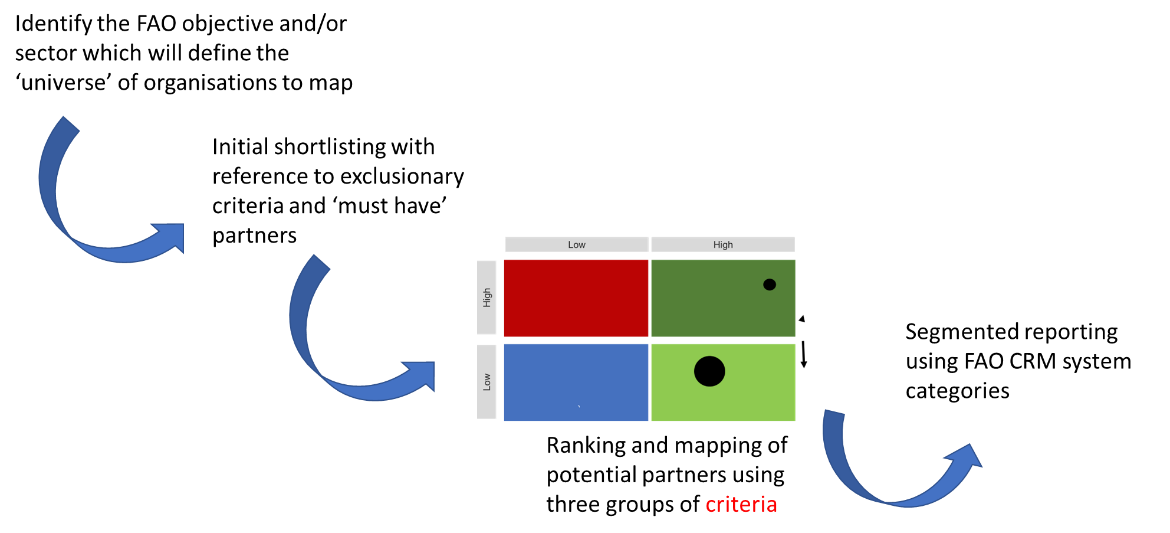 Identify the FAO objective and/or
sector which will define the
‘universe’ of organisations to map
Initial shortlisting with
reference to exclusionary
criteria and ‘must have’
partners
Low
High
High
Low
Ranking and mapping of
potential partners using
three groups of criteria
Segmented reporting
using FAO CRM system
categories